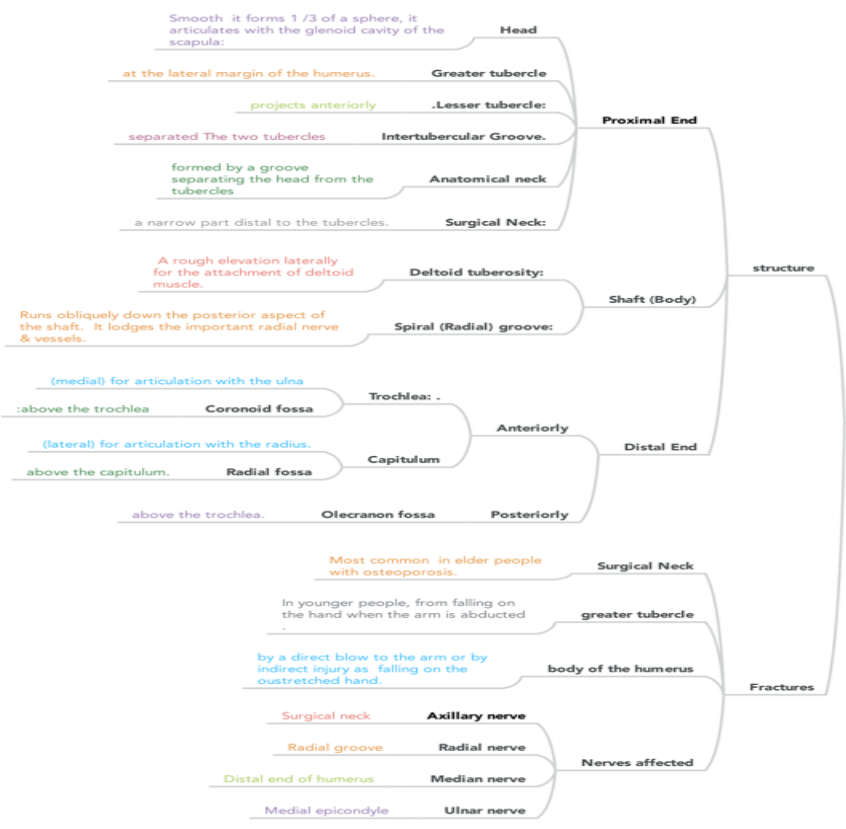 Smooth it forms 1 /3 of a sphere, it
articulates with the glenoid cavity of the
scapula:
Head
at the lateral margin of the humerus.
Greater tubercle
projects anteriorly
.Lesser tubercle:
Proximal End
separated The two tubercles
Intertubercular Groove.
formed by a groove
separating the head from the
tubercles
Anatomical neck
a narrow part distal to the tubercles.
Surgical Neck:
structure
A rough elevation laterally
for the attachment of deltoid
muscle.
Deltoid tuberosity:
Shaft (Body)
Runs obliquely down the posterior aspect of
the shaft. It lodges the important radial nerve
& vessels.
Spiral (Radial) groove:
(medial) for articulation with the ulna
Trochlea: .
:above the trochlea
Coronoid fossa
Anteriorly
Distal End
(lateral) for articulation with the radius.
Capitulum
above the capitulum.
Radial fossa
above the trochlea.
Olecranon fossa
Posteriorly
Most common in elder people
with osteoporosis.
Surgical Neck
In younger people, from falling on
the hand when the arm is abducted
.
greater tubercle
by a direct blow to the arm or by
indirect injury as falling on the
oustretched hand.
body of the humerus
Fractures
Surgical neck
Axillary nerve
Radial groove
Radial nerve
Nerves affected
Distal end of humerus
Median nerve
Medial epicondyle
Ulnar nerve